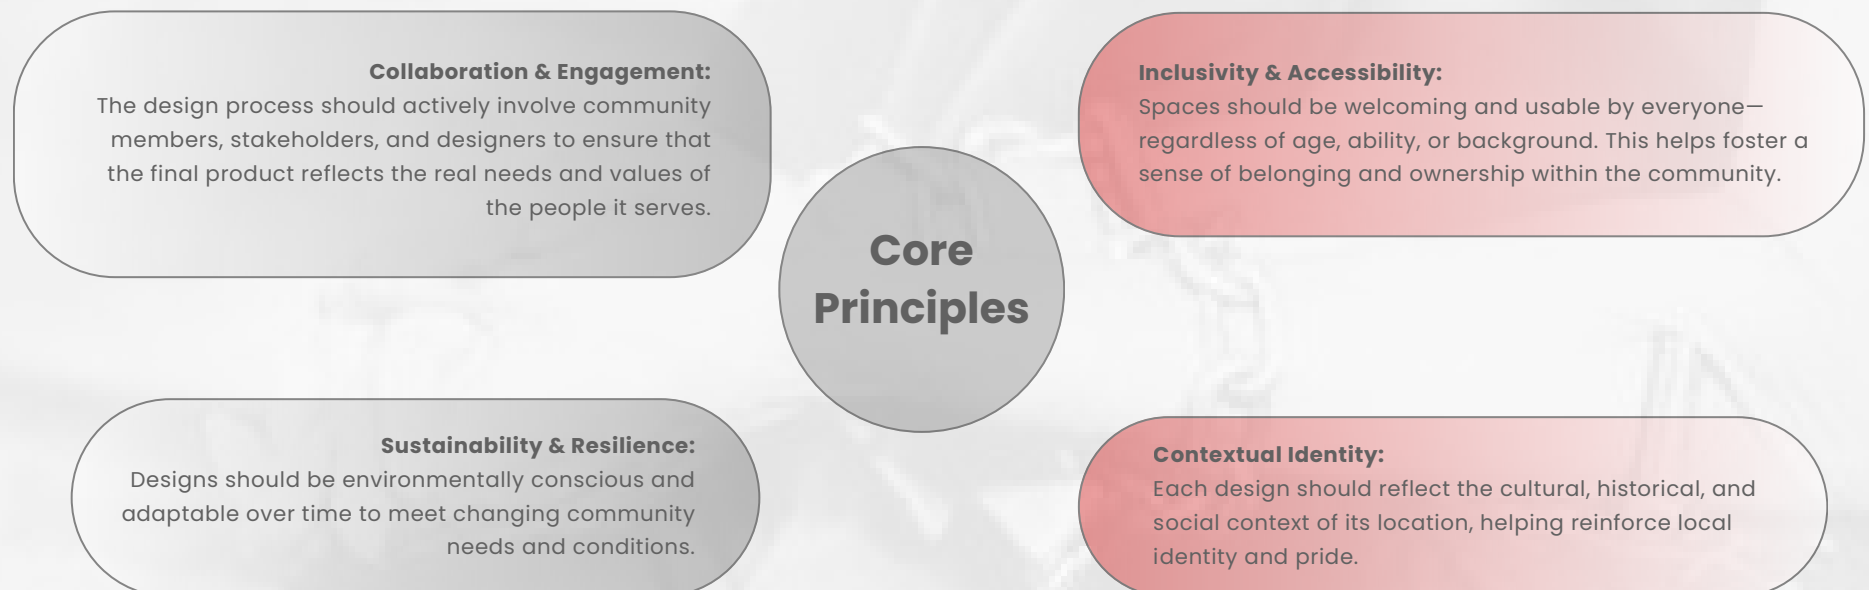 Collaboration & Engagement:
The design process should actively involve community
members, stakeholders, and designers to ensure that
the final product reflects the real needs and values of
the people it serves.
Inclusivity & Accessibility:
Spaces should be welcoming and usable by everyone—
regardless of age, ability, or background. This helps foster a
sense of belonging and ownership within the community.
Core
Principles
Sustainability & Resilience:
Designs should be environmentally conscious and
adaptable over time to meet changing community
needs and conditions.
Contextual Identity:
Each design should reflect the cultural, historical, and
social context of its location, helping reinforce local
identity and pride.